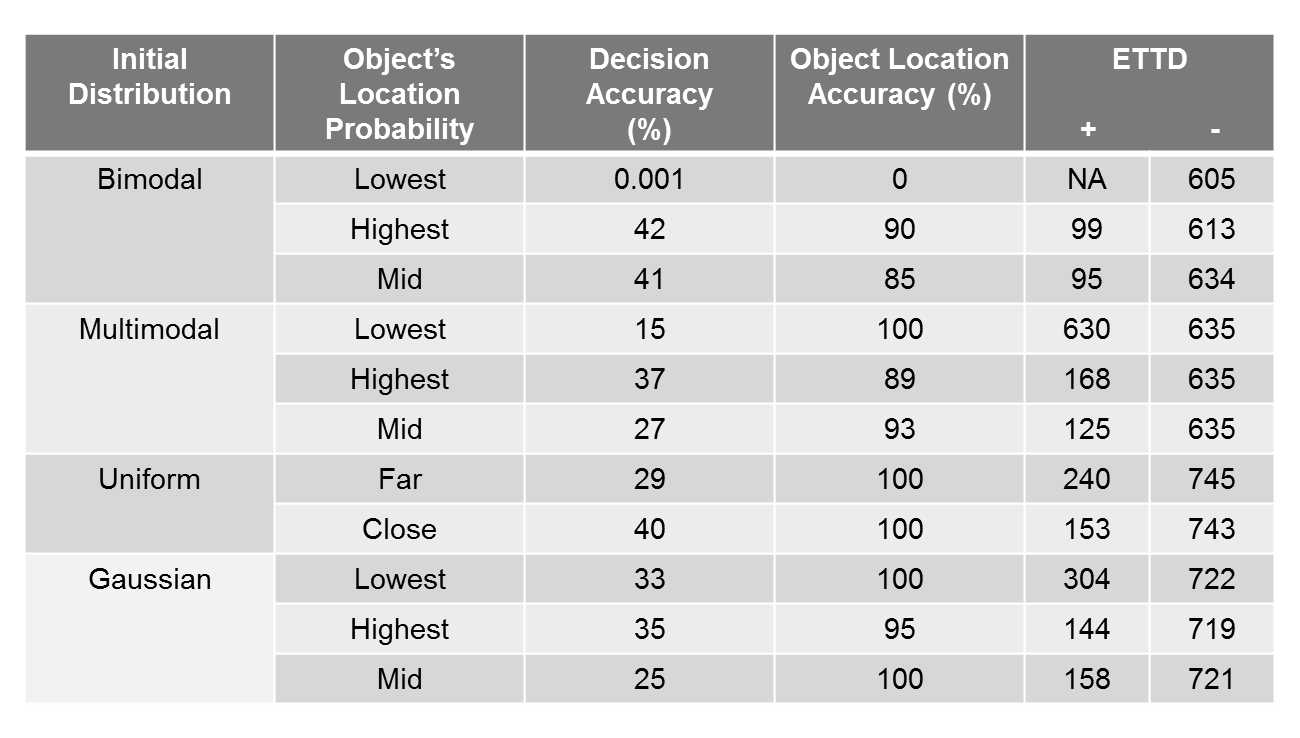 Initial Distribution	Object's Location Probability	Decision Accuracy (%)	Object Location Accuracy (%)	ETTD + -
Bimodal	Lowest	0.001	0	NA	605
Highest	42	90	99	613
Mid	41	85	95	634
Multimodal	Lowest	15	100	630	635
Highest	37	89	168	635
Mid	27	93	125	635
Uniform	Far	29	100	240	745
Close	40	100	153	743
Gaussian	Lowest	33	100	304	722
Highest	35	95	144	719
Mid	25	100	158	721